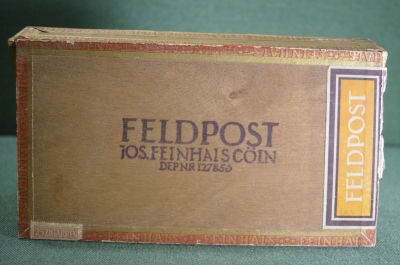 FELDPOST
JOS.FEINHALS CÖLN
DEP.NR.127856
FELDPOST